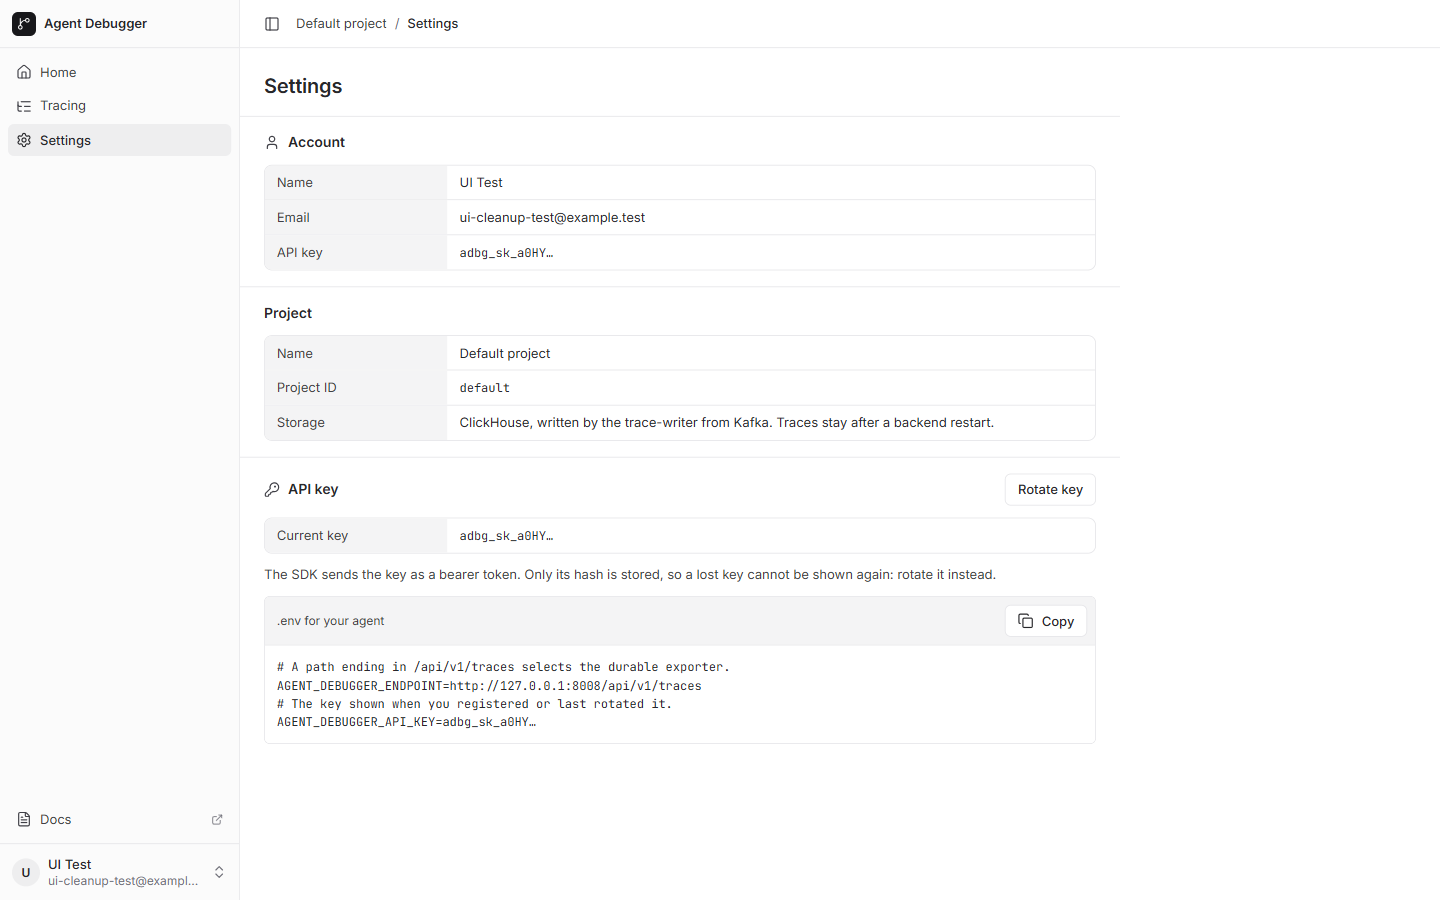 Agent Debugger
Default project / Settings
Home
Tracing
Settings
Settings
Account
Name UI Test
Email ui-cleanup-test@example.test
API key adbg_sk_a0HY…
Project
Name Default project
Project ID default
Storage ClickHouse, written by the trace-writer from Kafka. Traces stay after a backend restart.
API key Rotate key
Current key adbg_sk_a0HY…
The SDK sends the key as a bearer token. Only its hash is stored, so a lost key cannot be shown again: rotate it instead.
.env for your agent Copy
# A path ending in /api/v1/traces selects the durable exporter.
AGENT_DEBUGGER_ENDPOINT=http://127.0.0.1:8008/api/v1/traces
# The key shown when you registered or last rotated it.
AGENT_DEBUGGER_API_KEY=adbg_sk_a0HY…
Docs
U
UI Test
ui-cleanup-test@exampl...